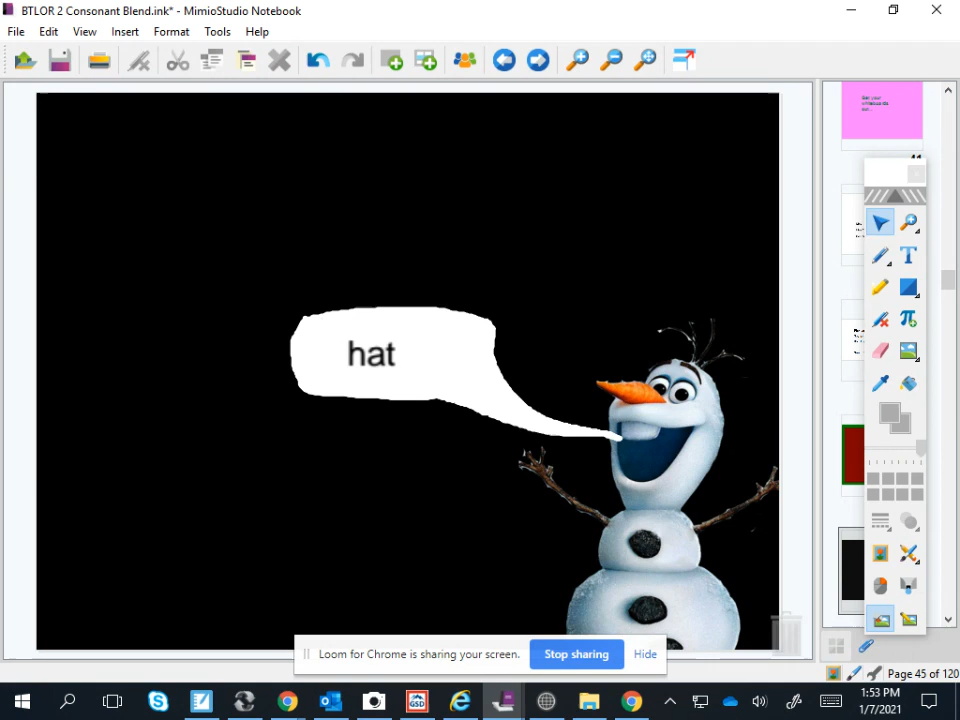 BTLOR 2 Consonant Blend.ink* - MimioStudio Notebook
File Edit View Insert Format Tools Help
hat
Loom for Chrome is sharing your screen. Stop sharing Hide
Page 45 of 120
GSD
1:53 PM
1/7/2021